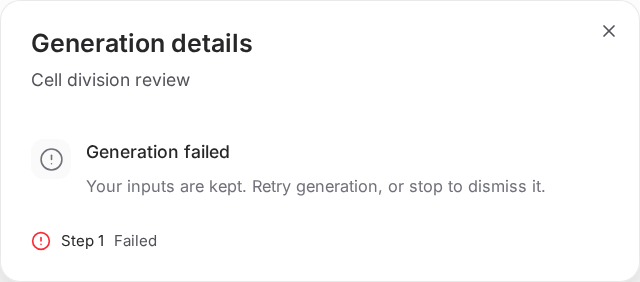 Generation details
Cell division review
Generation failed
Your inputs are kept. Retry generation, or stop to dismiss it.
Step 1 Failed